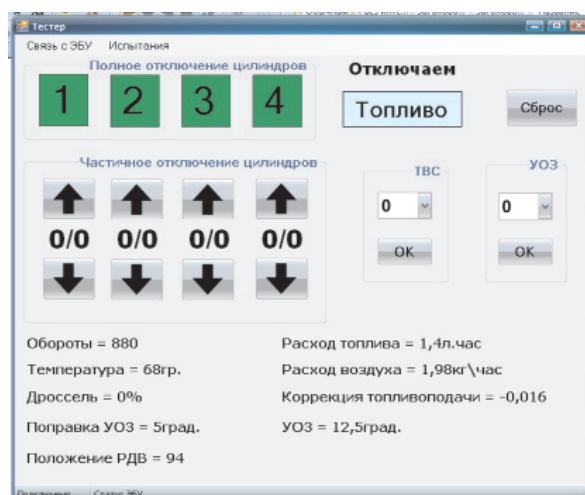 Тестер
Связь с ЭБУ Испытания
Полное отключение цилиндров
1 2 3 4
Отключаем
Топливо
Сброс
Частичное отключение цилиндров
0/0 0/0 0/0 0/0
ТВС
0
OK
УОЗ
0
OK
Обороты = 880
Расход топлива = 1,4л.час
Температура = 68гр.
Расход воздуха = 1,98кг\час
Дроссель = 0%
Коррекция топливоподачи = -0,016
Поправка УОЗ = 5град.
УОЗ = 12,5град.
Положение РДВ = 94
Статус ЭБУ